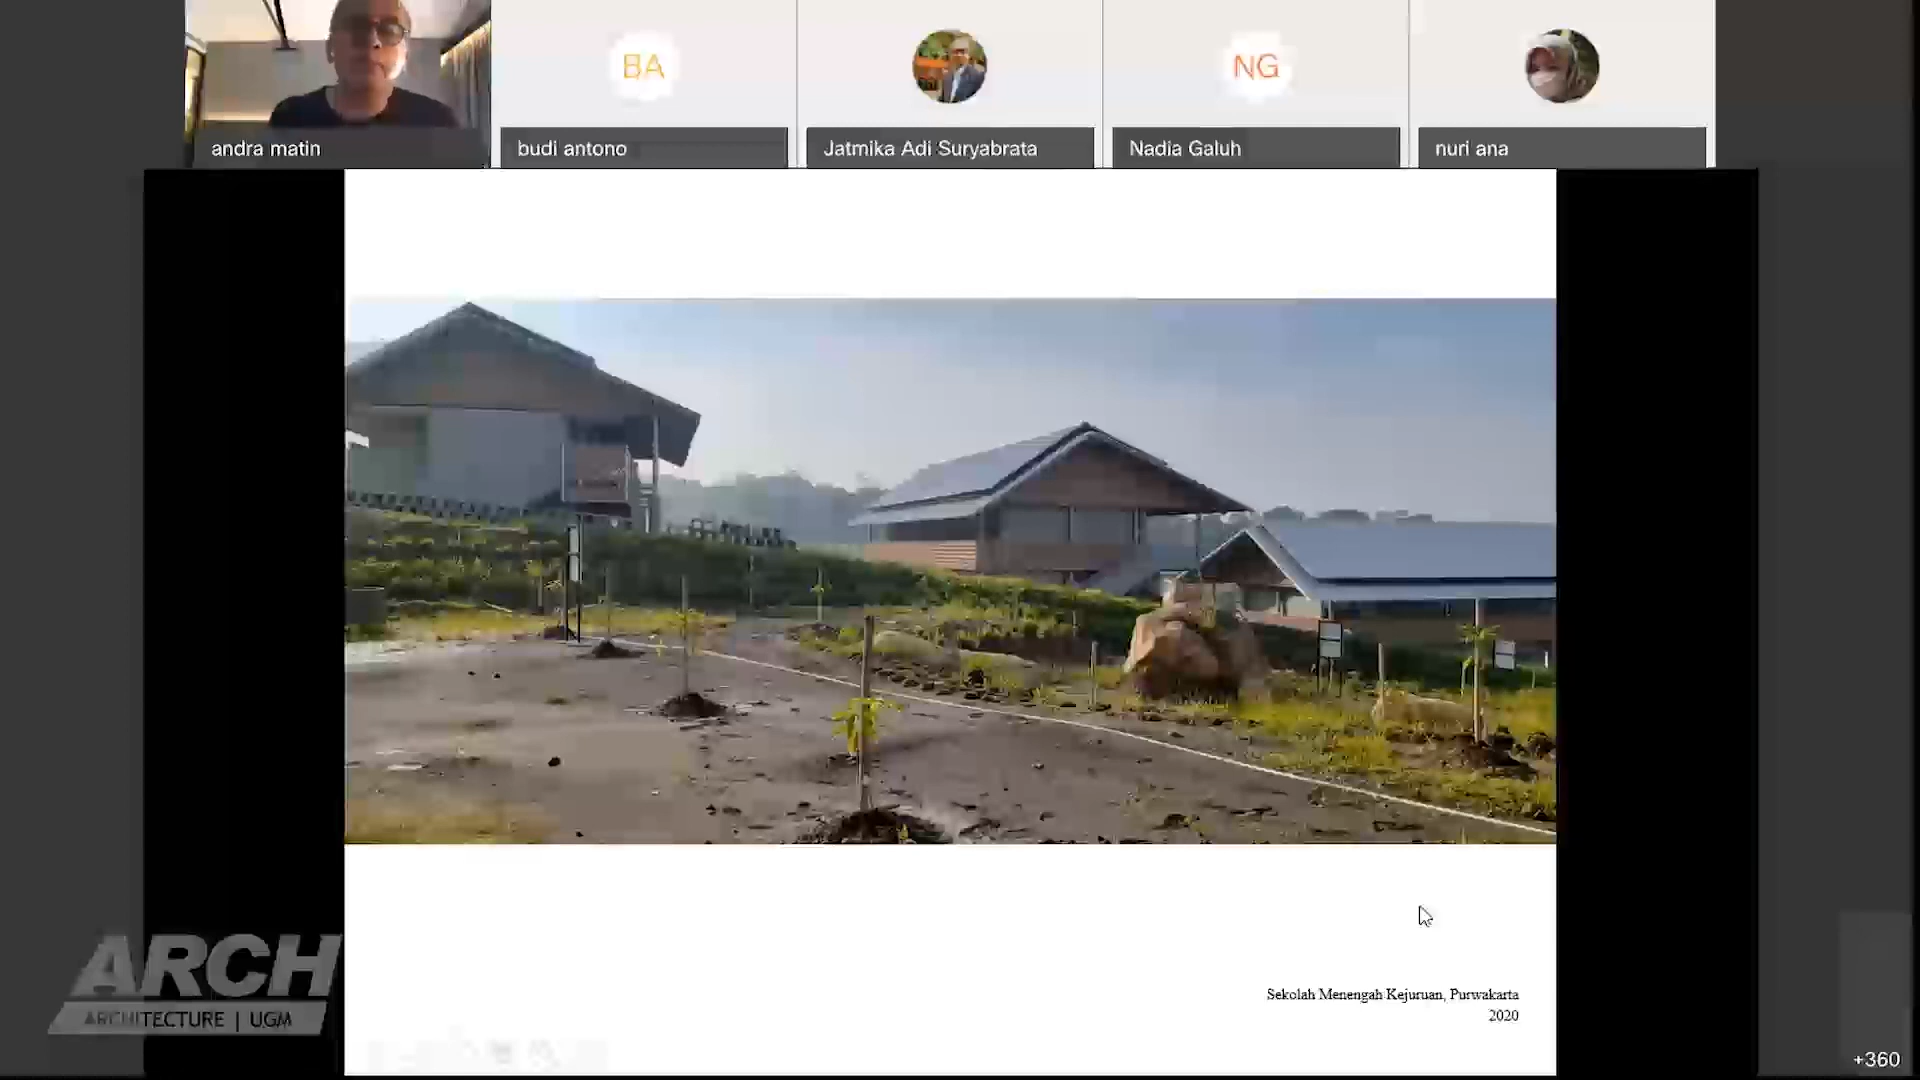 andra matin
BA
budi antono
Jatmika Adi Suryabrata
NG
Nadia Galuh
nuri ana
Sekolah Menengah Kejuruan, Purwakarta
2020
ARCH
ARCHITECTURE | UGM
+360